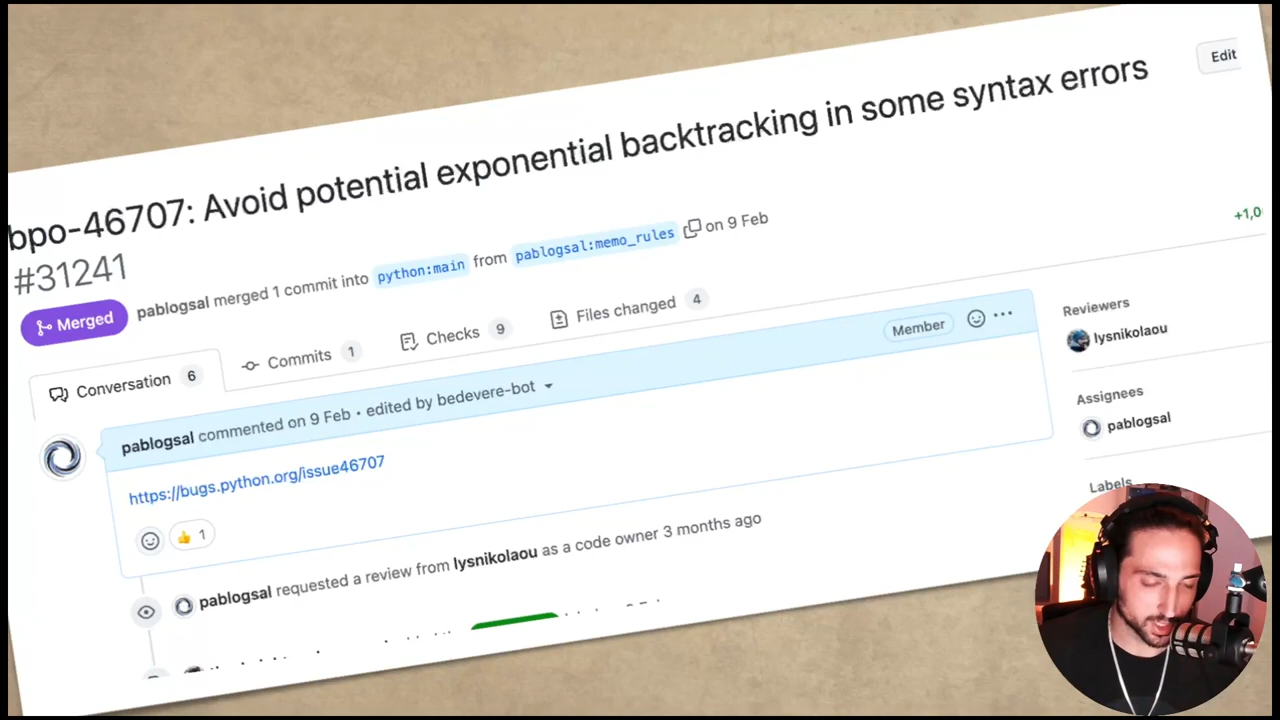 Edit
bpo-46707: Avoid potential exponential backtracking in some syntax errors
#31241
Merged
pablogsal merged 1 commit into python:main from pablogsal:memo_rules on 9 Feb
+1,0
Conversation 6
Commits 1
Checks 9
Files changed 4
pablogsal commented on 9 Feb • edited by bedevere-bot
Member
https://bugs.python.org/issue46707
👍 1
pablogsal requested a review from lysnikolaou as a code owner 3 months ago
Reviewers
lysnikolaou
Assignees
pablogsal
Labels